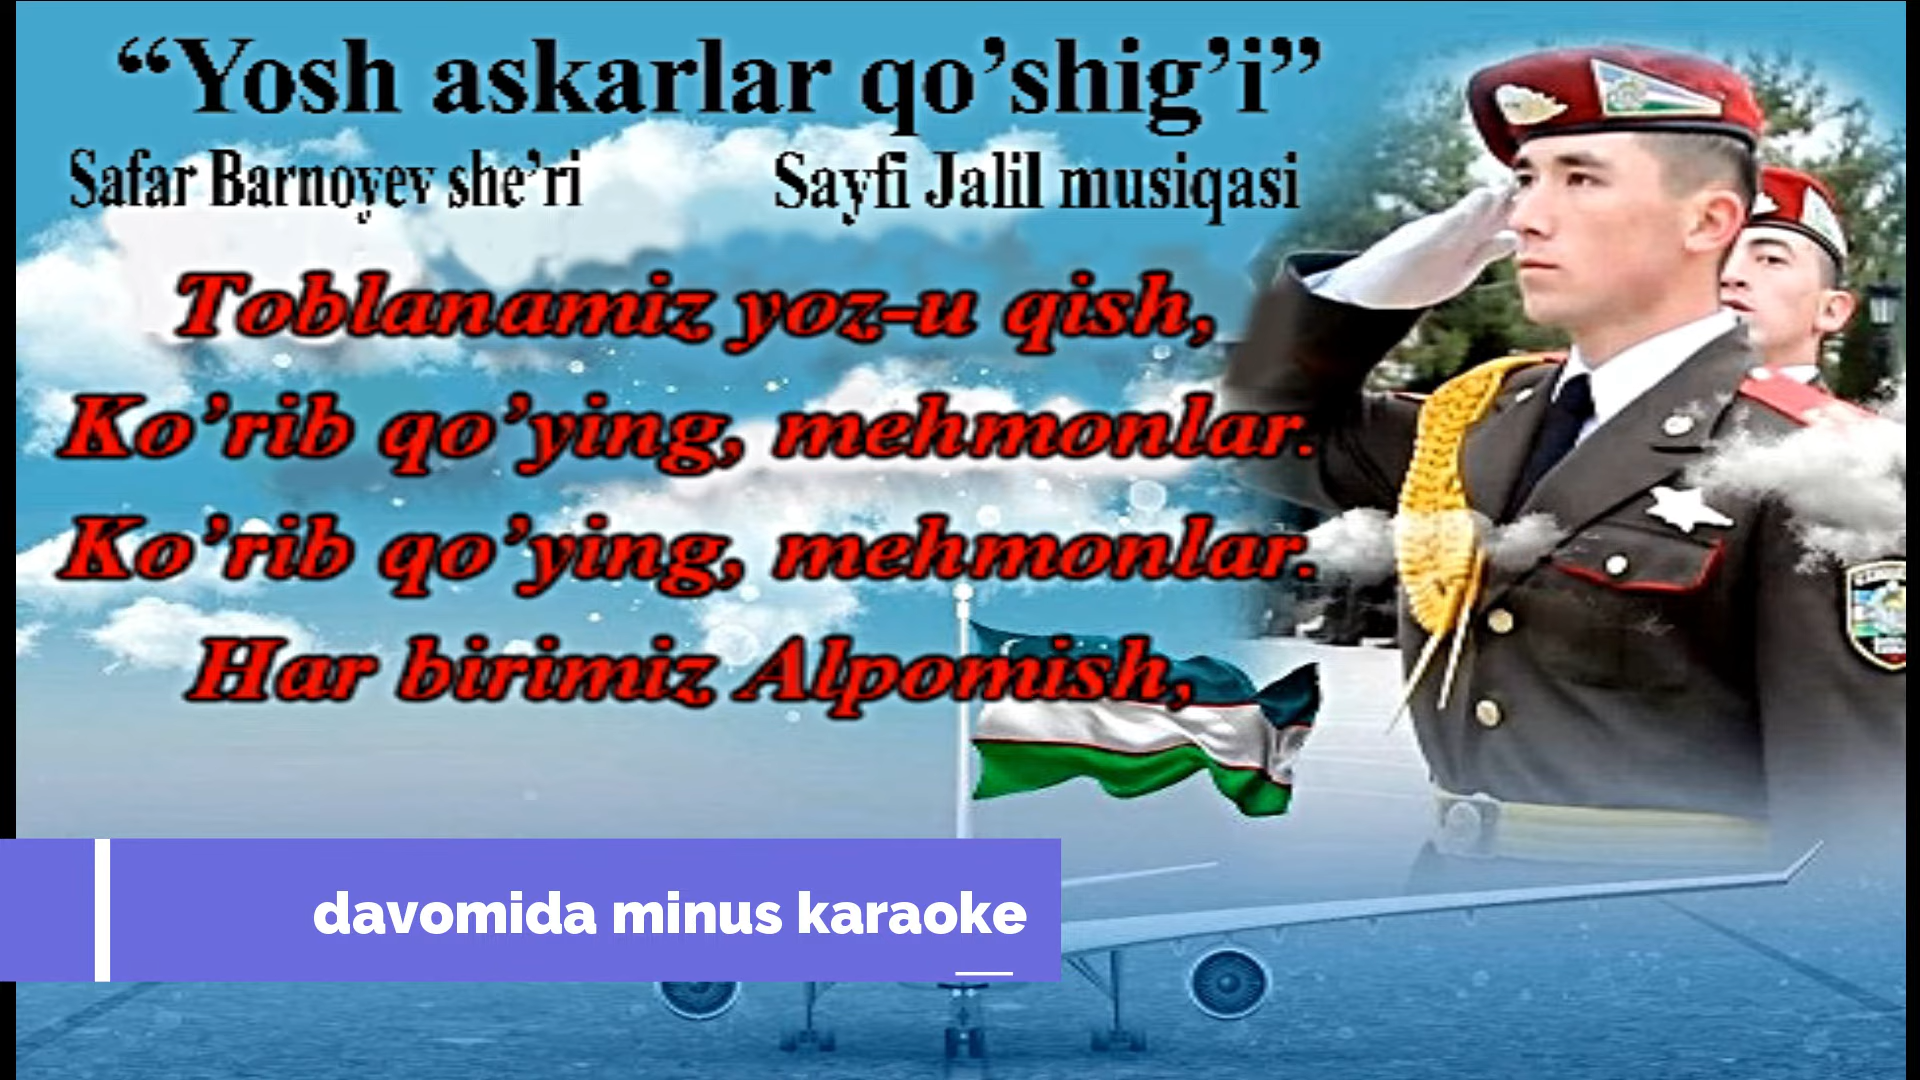 “Yosh askarlar qo’shig’i”
Safar Barnoyev she’ri Sayfi Jalil musiqasi
Toblanamiz yoz-u qish,
Ko’rib qo’ying, mehmonlar.
Ko’rib qo’ying, mehmonlar.
Har birimiz Alpomish,
davomida minus karaoke